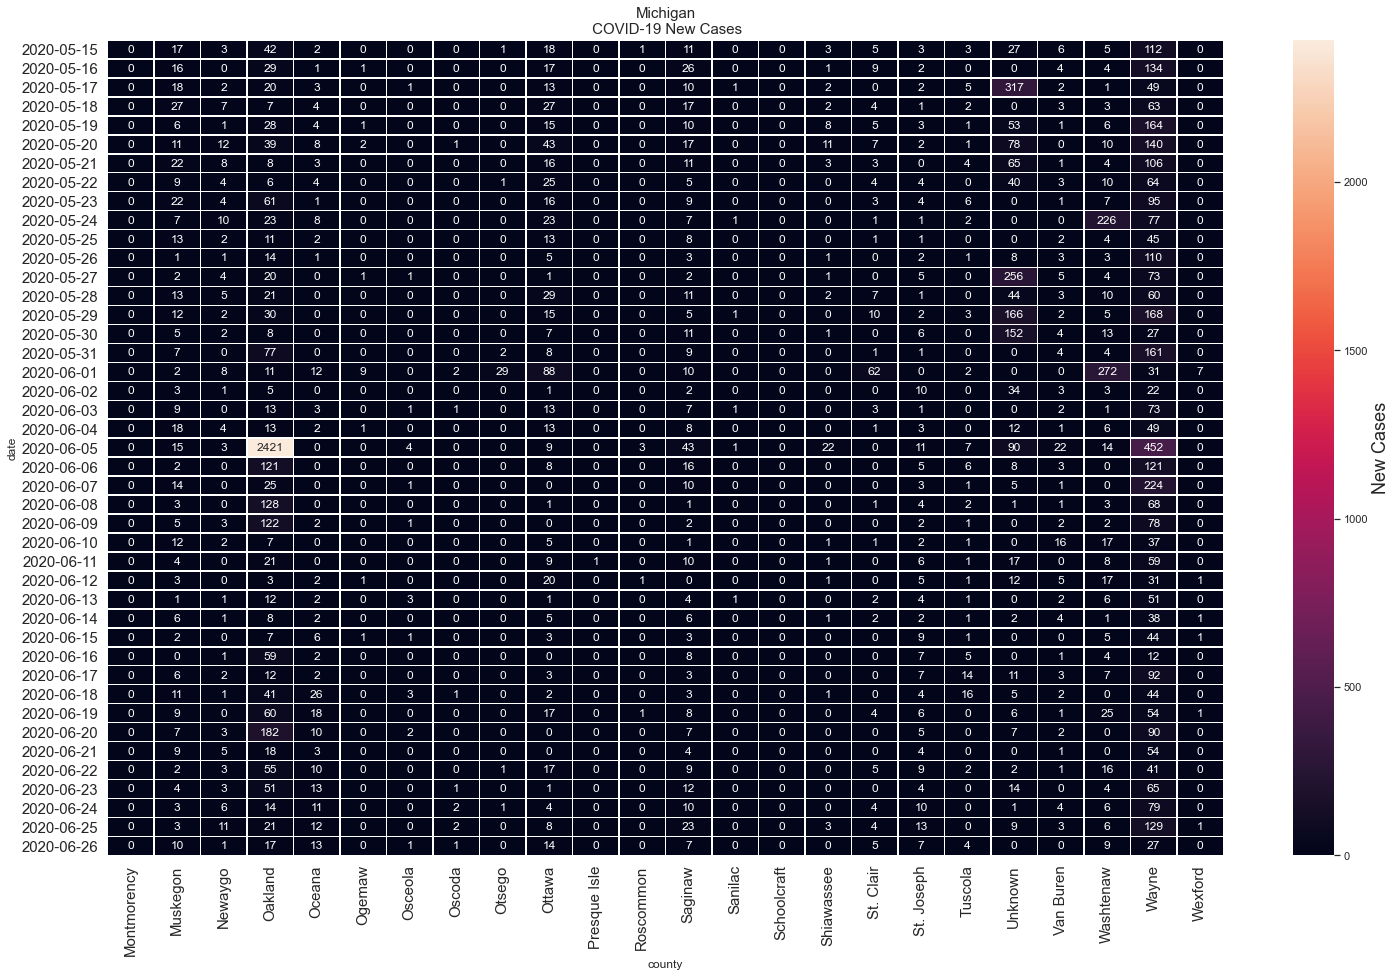 Michigan
COVID-19 New Cases
2020-05-15 0 17 3 42 2 0 0 0 1 18 0 1 11 0 0 3 5 3 3 27 6 5 112 0
2020-05-16 0 16 0 29 1 1 0 0 0 17 0 0 26 0 0 1 9 2 0 0 4 4 134 0
2020-05-17 0 18 2 20 3 0 1 0 0 13 0 0 10 1 0 2 0 2 5 317 2 1 49 0
2020-05-18 0 27 7 7 4 0 0 0 0 27 0 0 17 0 0 2 4 1 2 0 3 3 63 0
2020-05-19 0 6 1 28 4 1 0 0 0 15 0 0 10 0 0 8 5 3 1 53 1 6 164 0
2020-05-20 0 11 12 39 8 2 0 1 0 43 0 0 17 0 0 11 7 2 1 78 0 10 140 0
2020-05-21 0 22 8 8 3 0 0 0 0 16 0 0 11 0 0 3 3 0 4 65 1 4 106 0
2020-05-22 0 9 4 6 4 0 0 0 1 25 0 0 5 0 0 0 4 4 0 40 3 10 64 0
2020-05-23 0 22 4 61 1 0 0 0 0 16 0 0 9 0 0 0 3 4 6 0 1 7 95 0
2020-05-24 0 7 10 23 8 0 0 0 0 23 0 0 7 1 0 0 1 1 2 0 0 226 77 0
2020-05-25 0 13 2 11 2 0 0 0 0 13 0 0 8 0 0 0 1 1 0 0 2 4 45 0
2020-05-26 0 1 1 14 1 0 0 0 0 5 0 0 3 0 0 1 0 2 1 8 3 3 110 0
2020-05-27 0 2 4 20 0 1 1 0 0 1 0 0 2 0 0 1 0 5 0 256 5 4 73 0
2020-05-28 0 13 5 21 0 0 0 0 0 29 0 0 11 0 0 2 7 1 0 44 3 10 60 0
2020-05-29 0 12 2 30 0 0 0 0 0 15 0 0 5 1 0 0 10 2 3 166 2 5 168 0
2020-05-30 0 5 2 8 0 0 0 0 0 7 0 0 11 0 0 1 0 6 0 152 4 13 27 0
2020-05-31 0 7 0 77 0 0 0 0 2 8 0 0 9 0 0 0 1 1 0 0 4 4 161 0
2020-06-01 0 2 8 11 12 9 0 2 29 88 0 0 10 0 0 0 62 0 2 0 0 272 31 7
2020-06-02 0 3 1 5 0 0 0 0 0 1 0 0 2 0 0 0 0 10 0 34 3 3 22 0
2020-06-03 0 9 0 13 3 0 1 1 0 13 0 0 7 1 0 0 3 1 0 0 2 1 73 0
2020-06-04 0 18 4 13 2 1 0 0 0 13 0 0 8 0 0 0 1 3 0 12 1 6 49 0
2020-06-05 0 15 3 2421 0 0 4 0 0 9 0 3 43 1 0 22 0 11 7 90 22 14 452 0
2020-06-06 0 2 0 121 0 0 0 0 0 8 0 0 16 0 0 0 0 5 6 8 3 0 121 0
2020-06-07 0 14 0 25 0 0 1 0 0 0 0 0 10 0 0 0 0 3 1 5 1 0 224 0
2020-06-08 0 3 0 128 0 0 0 0 0 1 0 0 1 0 0 0 1 4 2 1 1 3 68 0
2020-06-09 0 5 3 122 2 0 1 0 0 0 0 0 2 0 0 0 0 2 1 0 2 2 78 0
2020-06-10 0 12 2 7 0 0 0 0 0 5 0 0 1 0 0 1 1 2 1 0 16 17 37 0
2020-06-11 0 4 0 21 0 0 0 0 0 9 1 0 10 0 0 1 0 6 1 17 0 8 59 0
2020-06-12 0 3 0 3 2 1 0 0 0 20 0 1 0 0 0 1 0 5 1 12 5 17 31 1
2020-06-13 0 1 1 12 2 0 3 0 0 1 0 0 4 1 0 0 2 4 1 0 2 6 51 0
2020-06-14 0 6 1 8 2 0 0 0 0 5 0 0 6 0 0 1 2 2 1 2 4 1 38 1
2020-06-15 0 2 0 7 6 1 1 0 0 3 0 0 3 0 0 0 0 9 1 0 0 5 44 1
2020-06-16 0 0 1 59 2 0 0 0 0 0 0 0 8 0 0 0 0 7 5 0 1 4 12 0
2020-06-17 0 6 2 12 2 0 0 0 0 3 0 0 3 0 0 0 0 7 14 11 3 7 92 0
2020-06-18 0 11 1 41 26 0 3 1 0 2 0 0 3 0 0 1 0 4 16 5 2 0 44 0
2020-06-19 0 9 0 60 18 0 0 0 0 17 0 1 8 0 0 0 4 6 0 6 1 25 54 1
2020-06-20 0 7 3 182 10 0 2 0 0 0 0 0 7 0 0 0 0 5 0 7 2 0 90 0
2020-06-21 0 9 5 18 3 0 0 0 0 0 0 0 4 0 0 0 0 4 0 0 1 0 54 0
2020-06-22 0 2 3 55 10 0 0 0 1 17 0 0 9 0 0 0 5 9 2 2 1 16 41 0
2020-06-23 0 4 3 51 13 0 0 1 0 1 0 0 12 0 0 0 0 4 0 14 0 4 65 0
2020-06-24 0 3 6 14 11 0 0 2 1 4 0 0 10 0 0 0 4 10 0 1 4 6 79 0
2020-06-25 0 3 11 21 12 0 0 2 0 8 0 0 23 0 0 3 4 13 0 9 3 6 129 1
2020-06-26 0 10 1 17 13 0 1 1 0 14 0 0 7 0 0 0 5 7 4 0 0 9 27 0
date
Montmorency
Muskegon
Newaygo
Oakland
Oceana
Ogemaw
Osceola
Oscoda
Otsego
Ottawa
Presque Isle
Roscommon
Saginaw
Sanilac
Schoolcraft
Shiawassee
St. Clair
St. Joseph
Tuscola
Unknown
Van Buren
Washtenaw
Wayne
Wexford
county
2000
1500
1000
500
0
New Cases